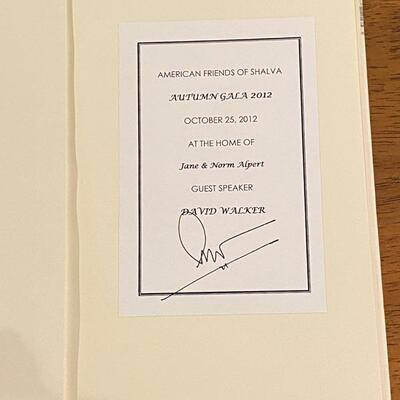 AMERICAN FRIENDS OF SHALVA
AUTUMN GALA 2012
OCTOBER 25, 2012
AT THE HOME OF
Jane & Norm Alpert
GUEST SPEAKER
DAVID WALKER